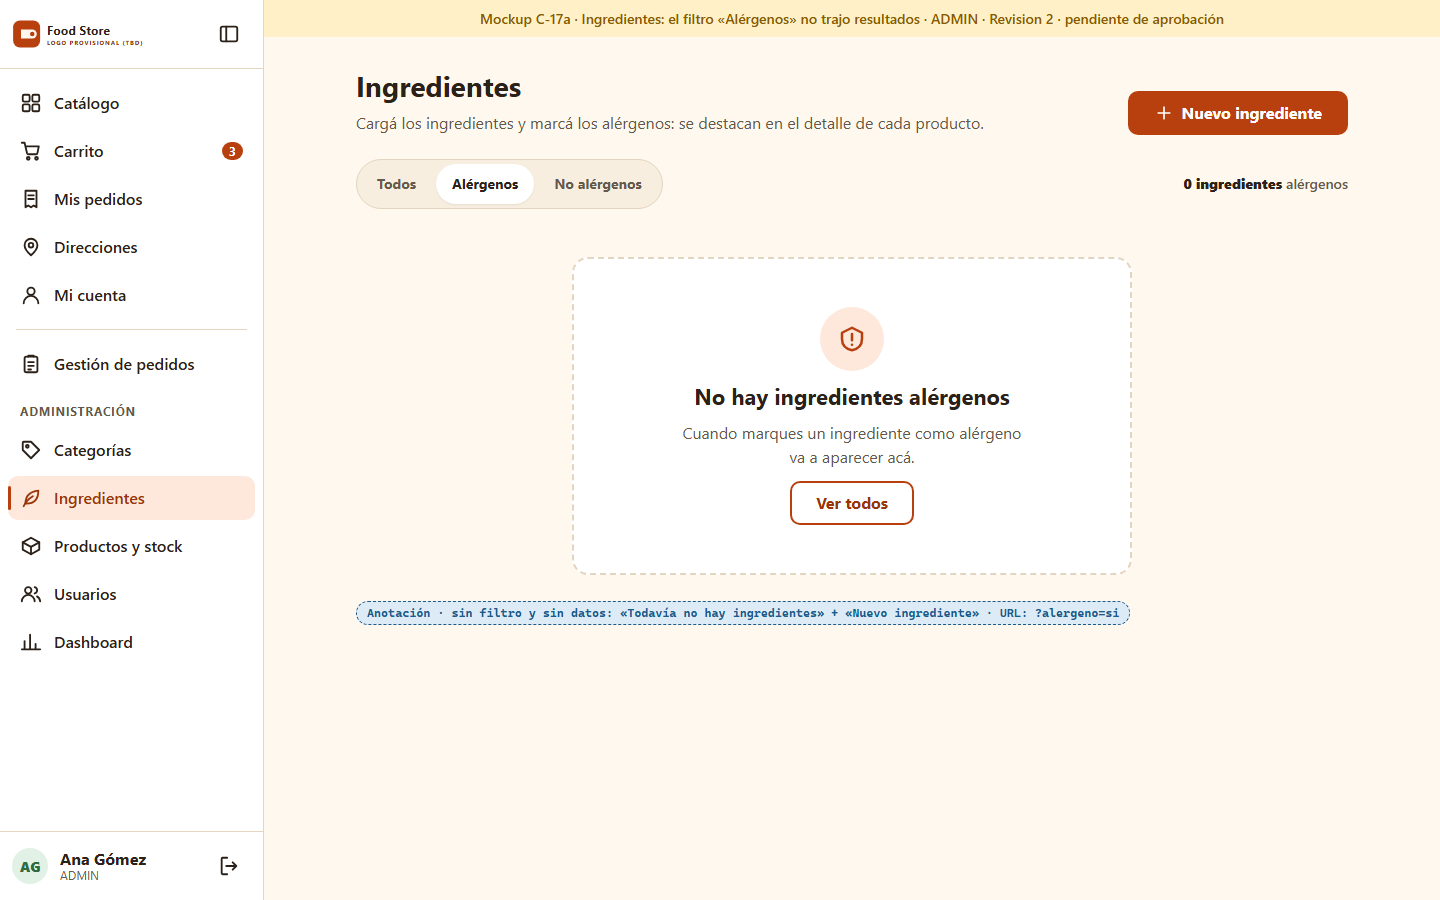 Mockup C-17a · Ingredientes: el filtro «Alérgenos» no trajo resultados · ADMIN · Revision 2 · pendiente de aprobación
Food Store
LOGO PROVISIONAL (TBD)
Catálogo
Carrito
3
Mis pedidos
Direcciones
Mi cuenta
Gestión de pedidos
ADMINISTRACIÓN
Categorías
Ingredientes
Productos y stock
Usuarios
Dashboard
AG
Ana Gómez
ADMIN
Ingredientes
Cargá los ingredientes y marcá los alérgenos: se destacan en el detalle de cada producto.
Nuevo ingrediente
Todos
Alérgenos
No alérgenos
0 ingredientes alérgenos
No hay ingredientes alérgenos
Cuando marques un ingrediente como alérgeno
va a aparecer acá.
Ver todos
Anotación · sin filtro y sin datos: «Todavía no hay ingredientes» + «Nuevo ingrediente» · URL: ?alergeno=si